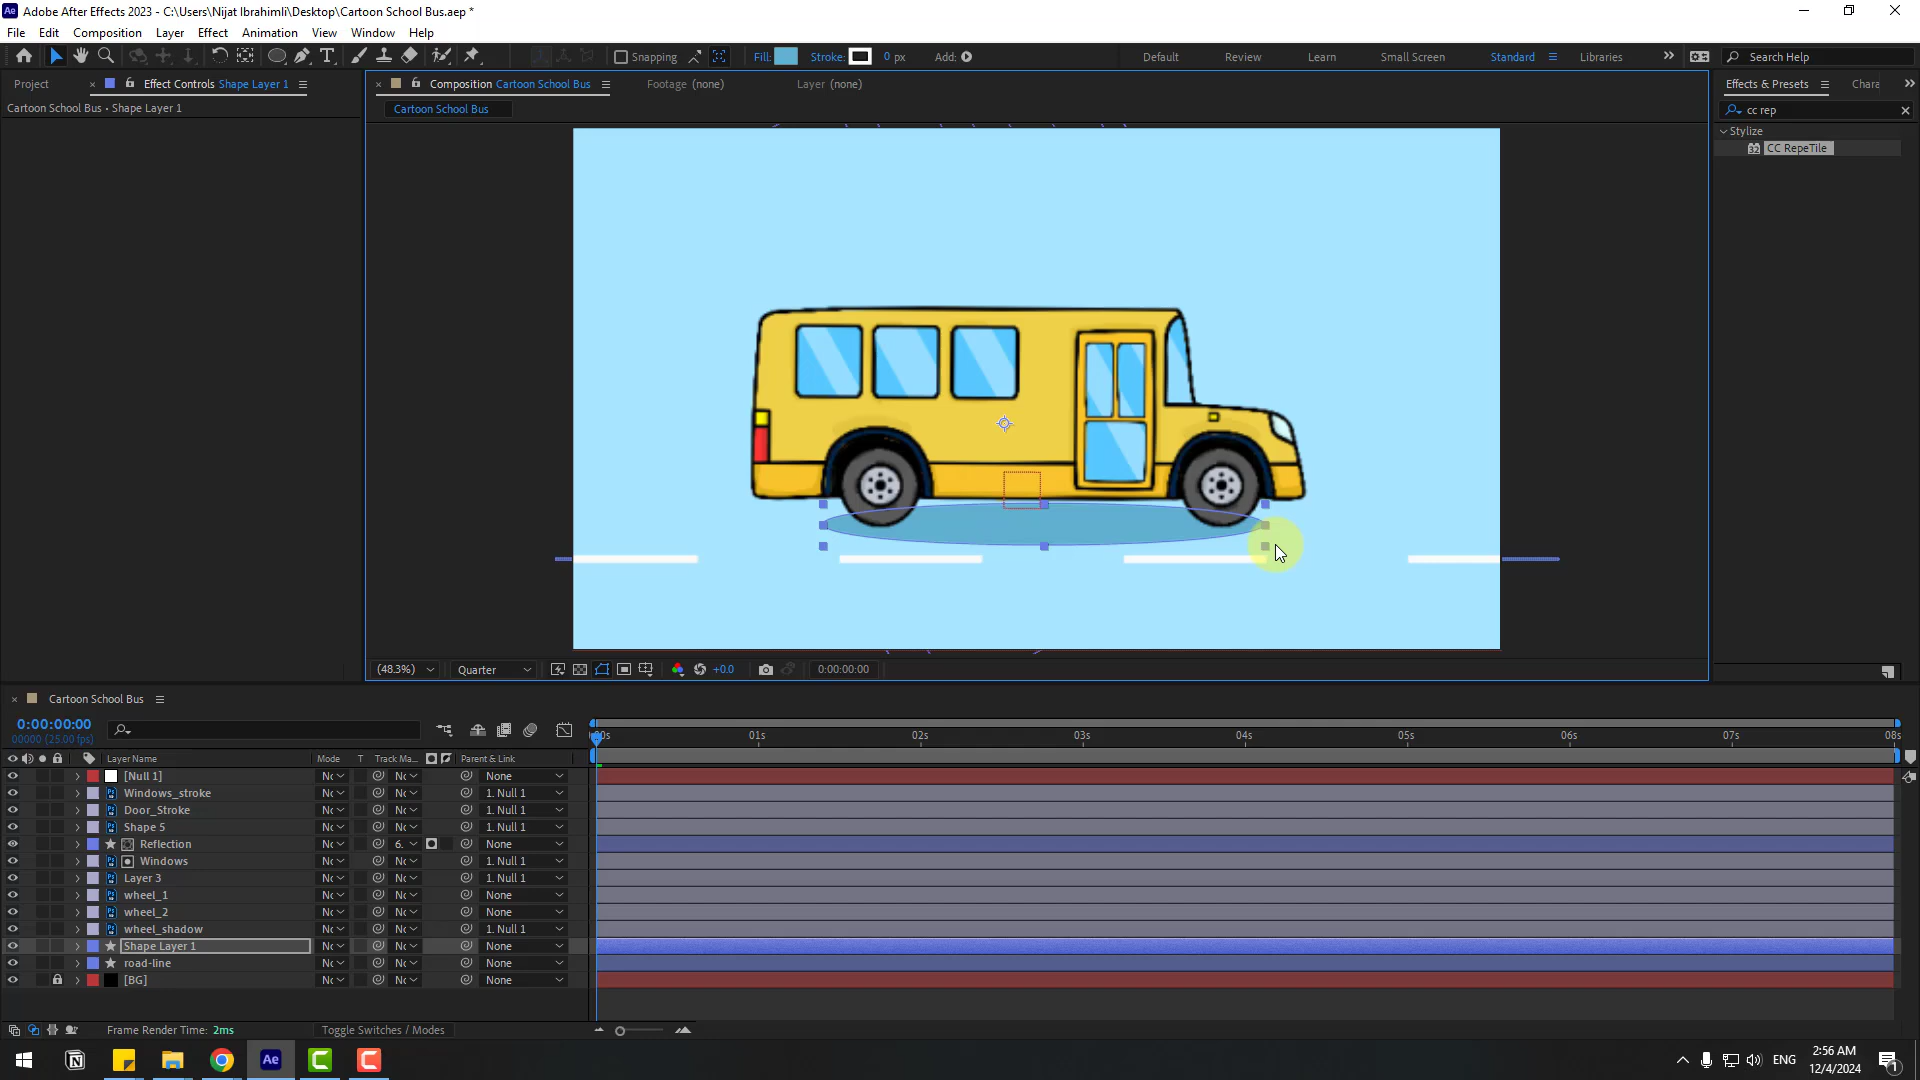 Adobe After Effects 2023 - C:\Users\Nijat Ibrahimli\Desktop\Cartoon School Bus.aep *
File Edit Composition Layer Effect Animation View Window Help
Snapping Fill: Stroke: 0 px Add: Default Review Learn Small Screen Standard Libraries Search Help
Project Effect Controls Shape Layer 1 Composition Cartoon School Bus Footage (none) Layer (none) Effects & Presets Chara
Cartoon School Bus • Shape Layer 1 Cartoon School Bus cc rep
Stylize
CC RepeTile
(48.3%) Quarter +0.0 0:00:00:00
Cartoon School Bus
0:00:00:00
00000 (25.00 fps)
01s 02s 03s 04s 05s 06s 07s 08s
Layer Name Mode T Track Ma... Parent & Link
[Null 1] None
Windows_stroke 1. Null 1
Door_Stroke 1. Null 1
Shape 5 1. Null 1
Reflection 6. None
Windows 1. Null 1
Layer 3 1. Null 1
wheel_1 None
wheel_2 None
wheel_shadow 1. Null 1
Shape Layer 1 None
road-line None
[BG] None
Frame Render Time: 2ms Toggle Switches / Modes
ENG 2:56 AM
12/4/2024